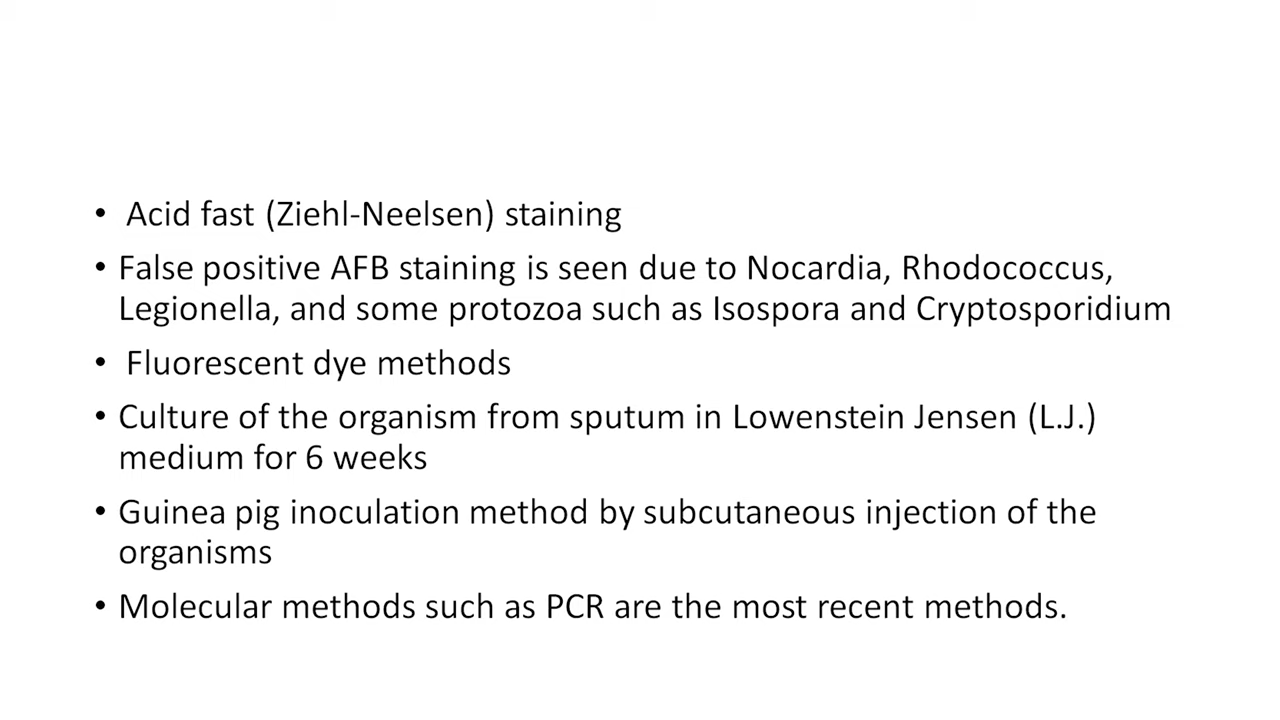 • Acid fast (Ziehl-Neelsen) staining
• False positive AFB staining is seen due to Nocardia, Rhodococcus,
Legionella, and some protozoa such as Isospora and Cryptosporidium
• Fluorescent dye methods
• Culture of the organism from sputum in Lowenstein Jensen (L.J.)
medium for 6 weeks
• Guinea pig inoculation method by subcutaneous injection of the
organisms
• Molecular methods such as PCR are the most recent methods.